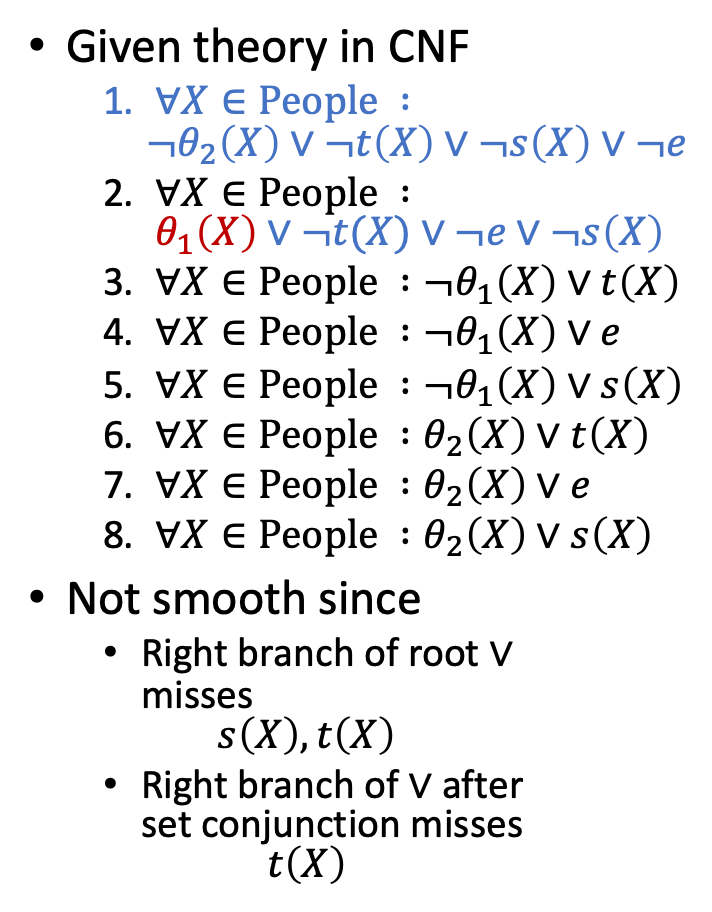 • Given theory in CNF
1. ∀X ∈ People :
¬θ₂(X) ∨ ¬t(X) ∨ ¬s(X) ∨ ¬e
2. ∀X ∈ People :
θ₁(X) ∨ ¬t(X) ∨ ¬e ∨ ¬s(X)
3. ∀X ∈ People : ¬θ₁(X) ∨ t(X)
4. ∀X ∈ People : ¬θ₁(X) ∨ e
5. ∀X ∈ People : ¬θ₁(X) ∨ s(X)
6. ∀X ∈ People : θ₂(X) ∨ t(X)
7. ∀X ∈ People : θ₂(X) ∨ e
8. ∀X ∈ People : θ₂(X) ∨ s(X)
• Not smooth since
• Right branch of root ∨
misses
s(X), t(X)
• Right branch of ∨ after
set conjunction misses
t(X)